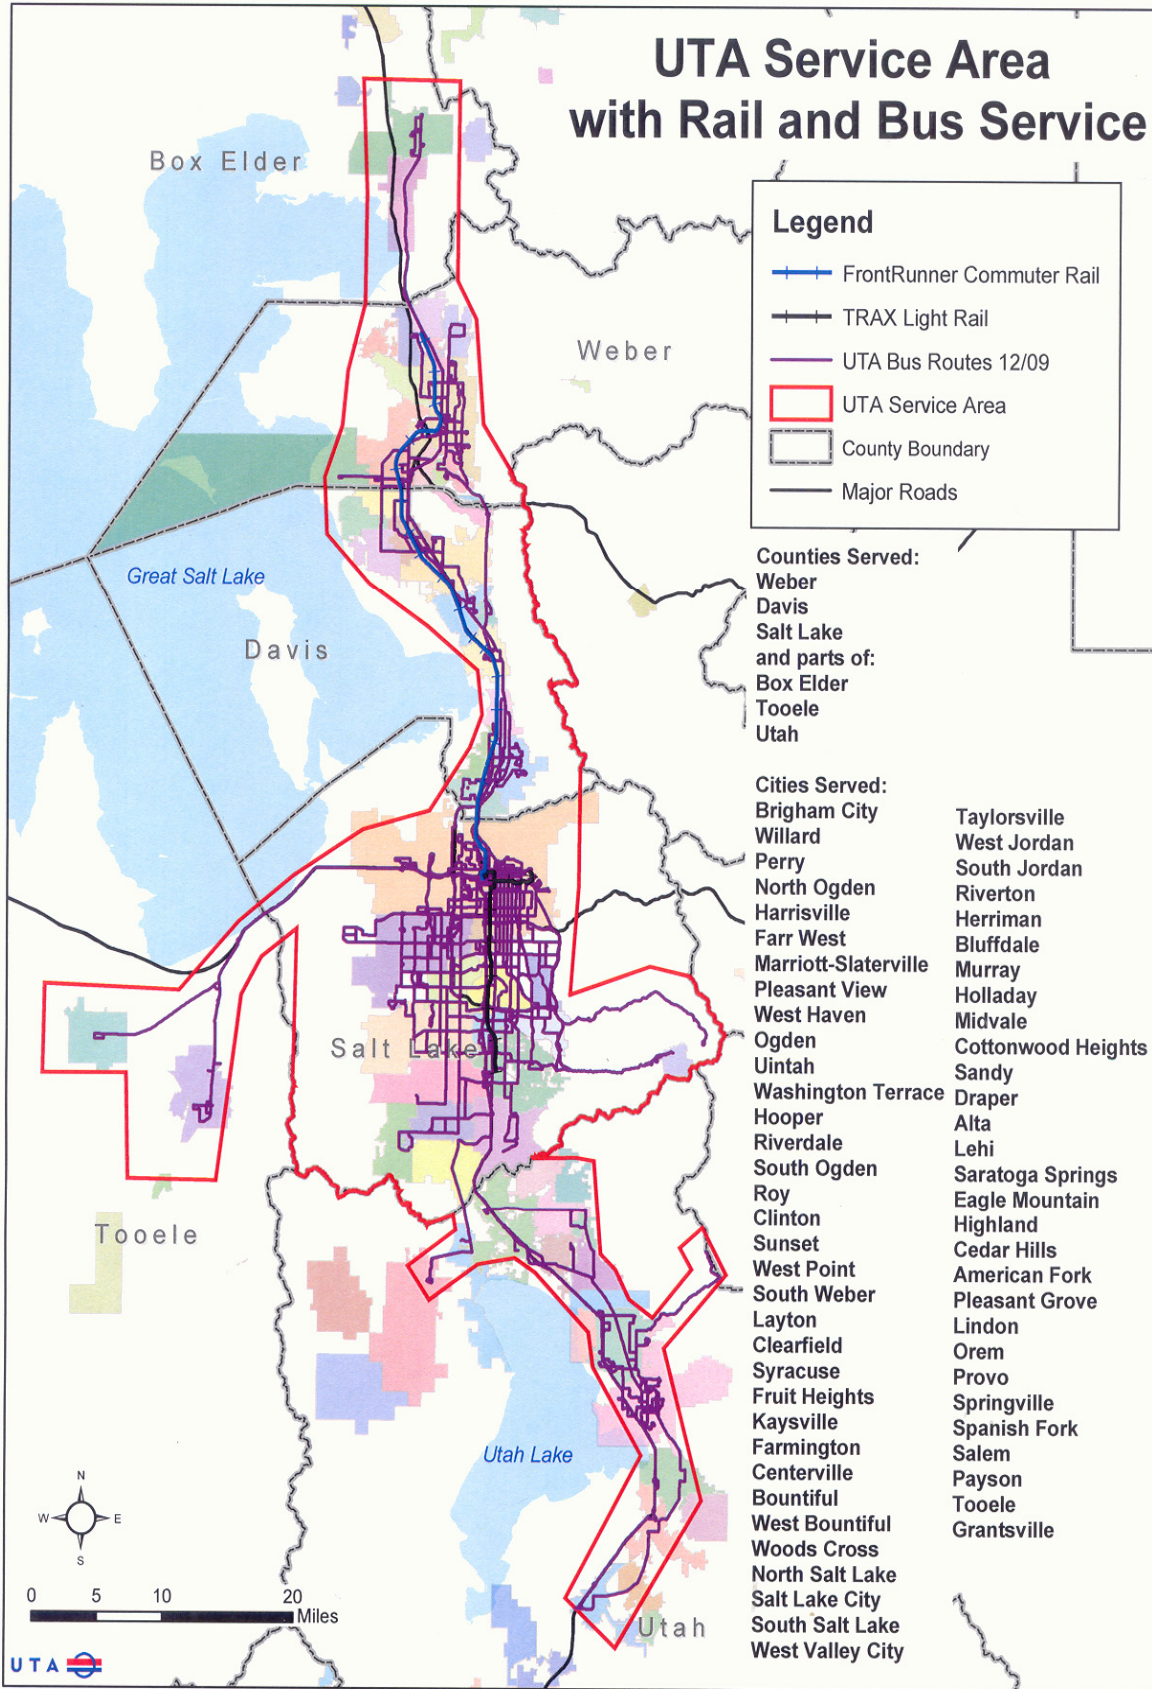 UTA Service Area
with Rail and Bus Service
Legend
FrontRunner Commuter Rail
TRAX Light Rail
UTA Bus Routes 12/09
UTA Service Area
County Boundary
Major Roads
Box Elder
Weber
Great Salt Lake
Davis
Salt Lake
Tooele
Utah Lake
Utah
Counties Served:
Weber
Davis
Salt Lake
and parts of:
Box Elder
Tooele
Utah
Cities Served:
Brigham City
Willard
Perry
North Ogden
Harrisville
Farr West
Marriott-Slaterville
Pleasant View
West Haven
Ogden
Uintah
Washington Terrace
Hooper
Riverdale
South Ogden
Roy
Clinton
Sunset
West Point
South Weber
Layton
Clearfield
Syracuse
Fruit Heights
Kaysville
Farmington
Centerville
Bountiful
West Bountiful
Woods Cross
North Salt Lake
Salt Lake City
South Salt Lake
West Valley City
Taylorsville
West Jordan
South Jordan
Riverton
Herriman
Bluffdale
Murray
Holladay
Midvale
Cottonwood Heights
Sandy
Draper
Alta
Lehi
Saratoga Springs
Eagle Mountain
Highland
Cedar Hills
American Fork
Pleasant Grove
Lindon
Orem
Provo
Springville
Spanish Fork
Salem
Payson
Tooele
Grantsville
N
W E
S
0 5 10 20
Miles
UTA